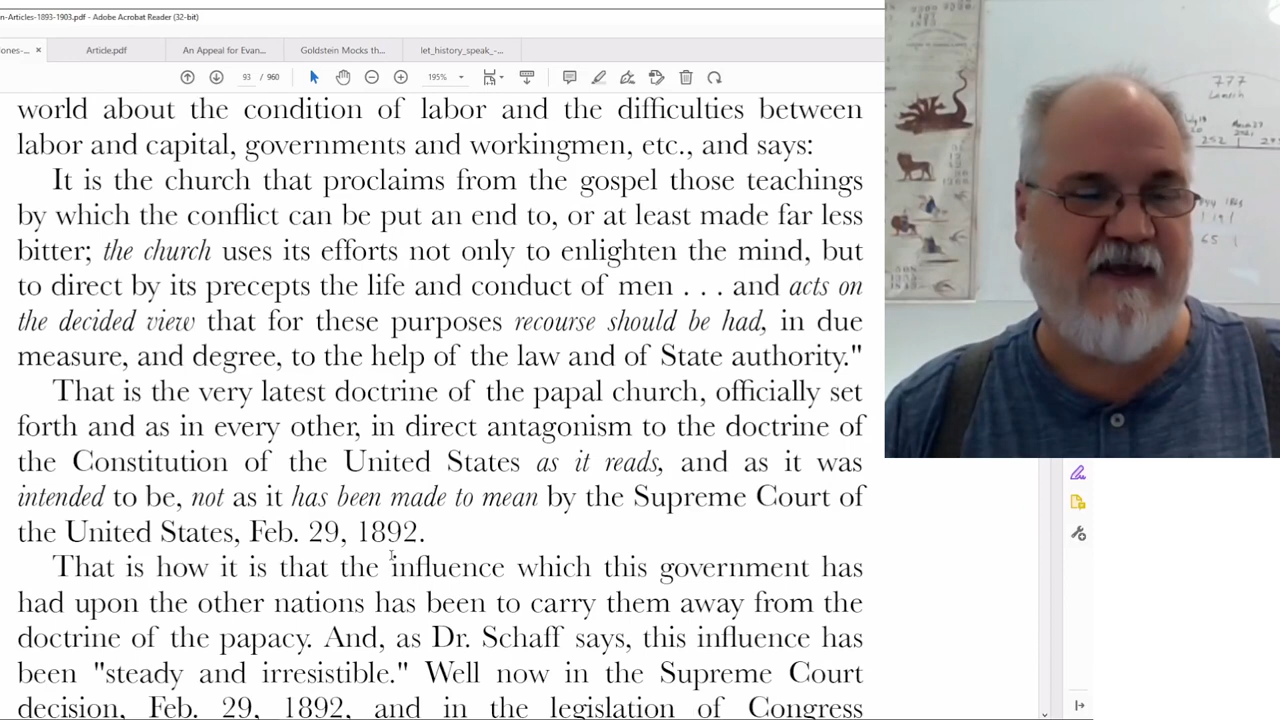 n-Articles-1893-1903.pdf - Adobe Acrobat Reader (32-bit)
ones-... × Article.pdf An Appeal for Evan... Goldstein Mocks th... let_history_speak_-...
93 / 960 195%
world about the condition of labor and the difficulties between
labor and capital, governments and workingmen, etc., and says:
It is the church that proclaims from the gospel those teachings
by which the conflict can be put an end to, or at least made far less
bitter; the church uses its efforts not only to enlighten the mind, but
to direct by its precepts the life and conduct of men . . . and acts on
the decided view that for these purposes recourse should be had, in due
measure, and degree, to the help of the law and of State authority."
That is the very latest doctrine of the papal church, officially set
forth and as in every other, in direct antagonism to the doctrine of
the Constitution of the United States as it reads, and as it was
intended to be, not as it has been made to mean by the Supreme Court of
the United States, Feb. 29, 1892.
That is how it is that the influence which this government has
had upon the other nations has been to carry them away from the
doctrine of the papacy. And, as Dr. Schaff says, this influence has
been "steady and irresistible." Well now in the Supreme Court
decision, Feb. 29, 1892, and in the legislation of Congress
777
252
65